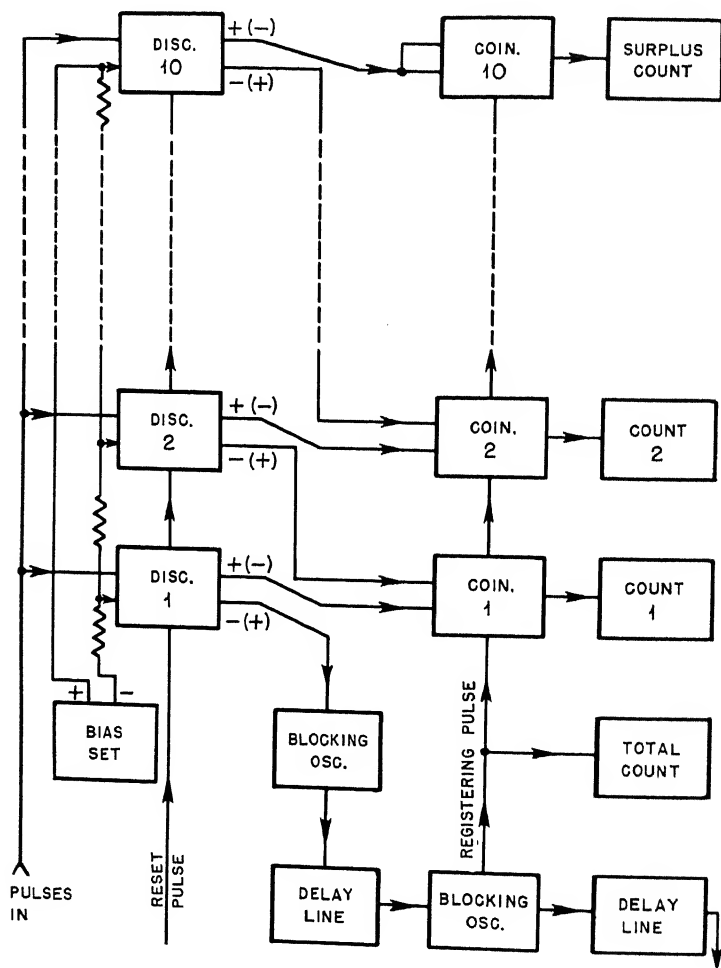 DISC.
10
+(-)
-(+)
COIN.
10
SURPLUS
COUNT
DISC.
2
+(-)
-(+)
COIN.
2
COUNT
2
DISC.
1
+(-)
-(+)
COIN.
1
COUNT
1
+ -
BIAS
SET
BLOCKING
OSC.
REGISTERING PULSE
TOTAL
COUNT
PULSES
IN
RESET
PULSE
DELAY
LINE
BLOCKING
OSC.
DELAY
LINE